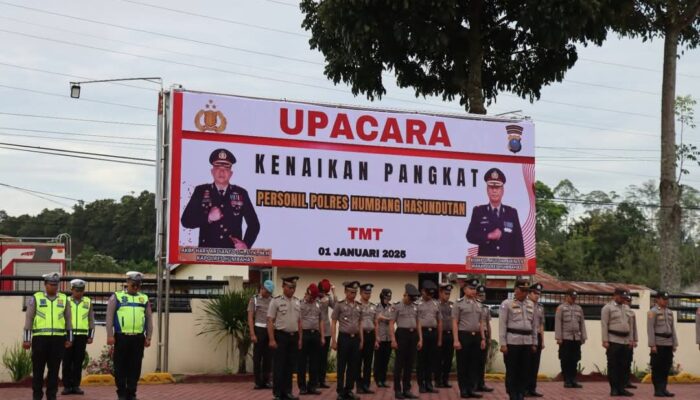 UPACARA
KENAIKAN PANGKAT
PERSONIL POLRES HUMBANG HASUNDUTAN
TMT
01 JANUARI 2025